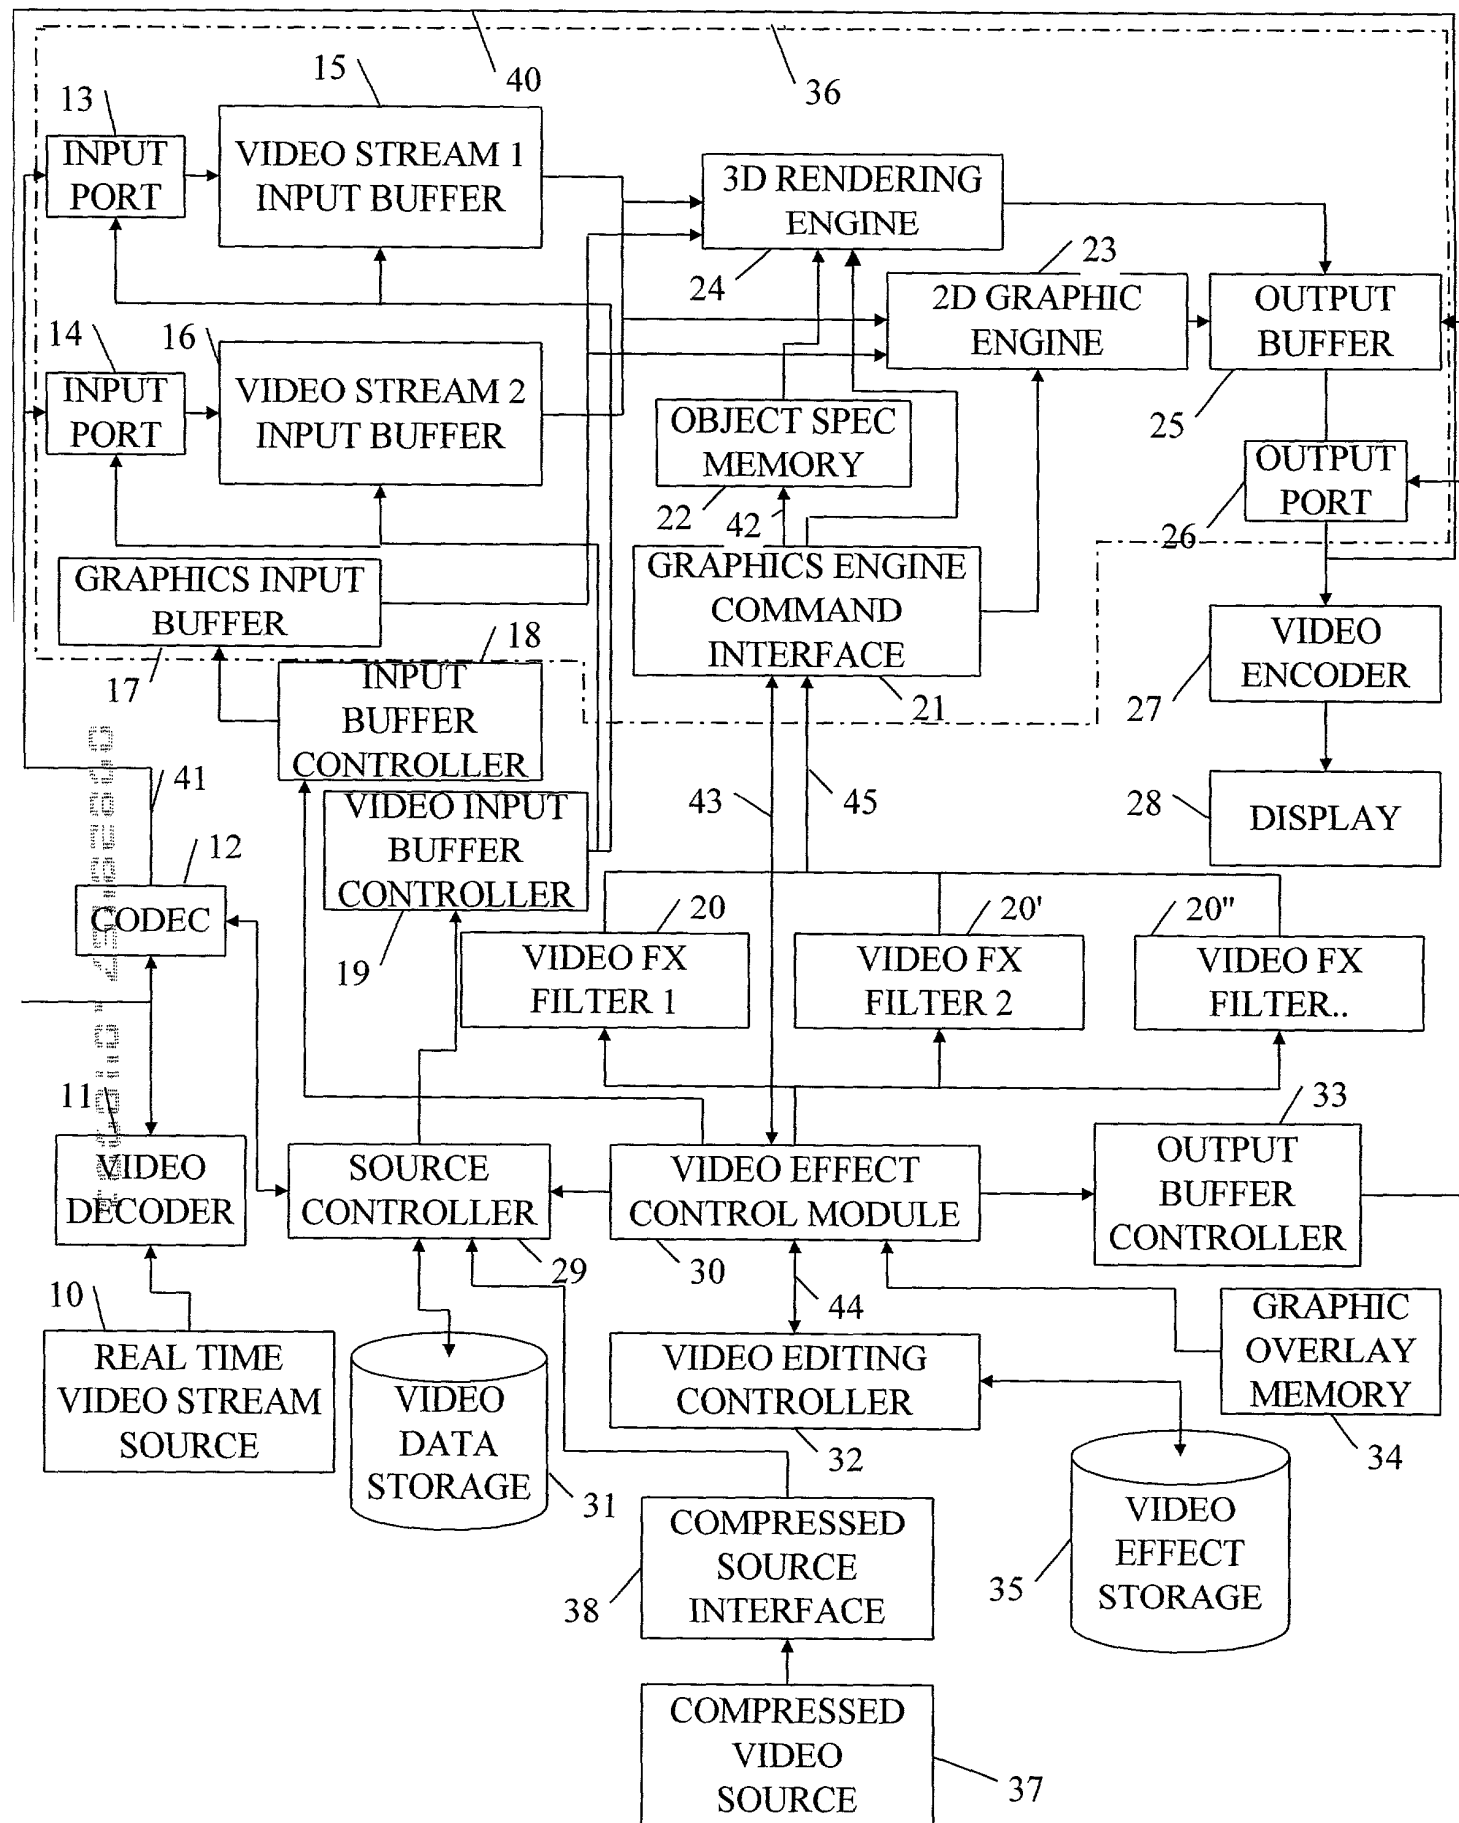 40
36
15
13
INPUT
PORT
VIDEO STREAM 1
INPUT BUFFER
3D RENDERING
ENGINE
24
23
2D GRAPHIC
ENGINE
OUTPUT
BUFFER
25
14
16
INPUT
PORT
VIDEO STREAM 2
INPUT BUFFER
OBJECT SPEC
MEMORY
22
42
OUTPUT
PORT
26
GRAPHICS INPUT
BUFFER
17
GRAPHICS ENGINE
COMMAND
INTERFACE
21
18
INPUT
BUFFER
CONTROLLER
VIDEO
ENCODER
27
41
43
45
VIDEO INPUT
BUFFER
CONTROLLER
19
28
DISPLAY
12
CODEC
20
VIDEO FX
FILTER 1
20'
VIDEO FX
FILTER 2
20"
VIDEO FX
FILTER..
11
VIDEO
DECODER
SOURCE
CONTROLLER
29
VIDEO EFFECT
CONTROL MODULE
30
33
OUTPUT
BUFFER
CONTROLLER
44
10
REAL TIME
VIDEO STREAM
SOURCE
VIDEO
DATA
STORAGE
31
VIDEO EDITING
CONTROLLER
32
GRAPHIC
OVERLAY
MEMORY
34
COMPRESSED
SOURCE
INTERFACE
38
VIDEO
EFFECT
STORAGE
35
COMPRESSED
VIDEO
SOURCE
37